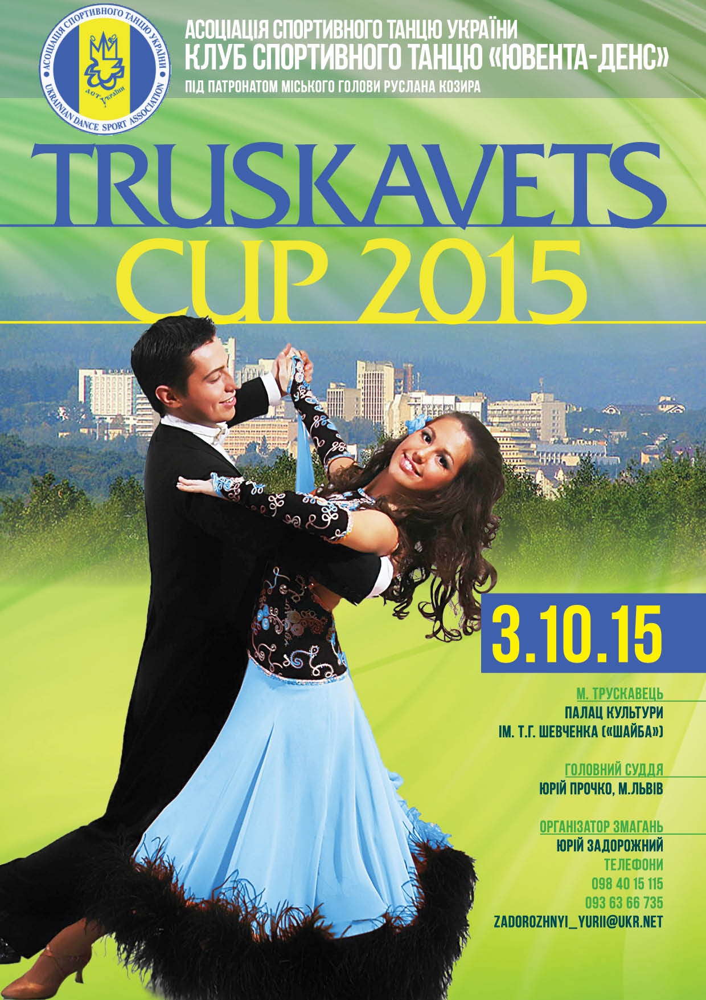 АСОЦІАЦІЯ СПОРТИВНОГО ТАНЦЮ УКРАЇНИ
UKRAINIAN DANCE SPORT ASSOCIATION
АСТ УКРАЇНИ
АСОЦІАЦІЯ СПОРТИВНОГО ТАНЦЮ УКРАЇНИ
КЛУБ СПОРТИВНОГО ТАНЦЮ «ЮВЕНТА-ДЕНС»
ПІД ПАТРОНАТОМ МІСЬКОГО ГОЛОВИ РУСЛАНА КОЗИРА
TRUSKAVETS
CUP 2015
3.10.15
М. ТРУСКАВЕЦЬ
ПАЛАЦ КУЛЬТУРИ
ІМ. Т.Г. ШЕВЧЕНКА («ШАЙБА»)
ГОЛОВНИЙ СУДДЯ
ЮРІЙ ПРОЧКО, М.ЛЬВІВ
ОРГАНІЗАТОР ЗМАГАНЬ
ЮРІЙ ЗАДОРОЖНИЙ
ТЕЛЕФОНИ
098 40 15 115
093 63 66 735
ZADOROZHNYI_YURII@UKR.NET